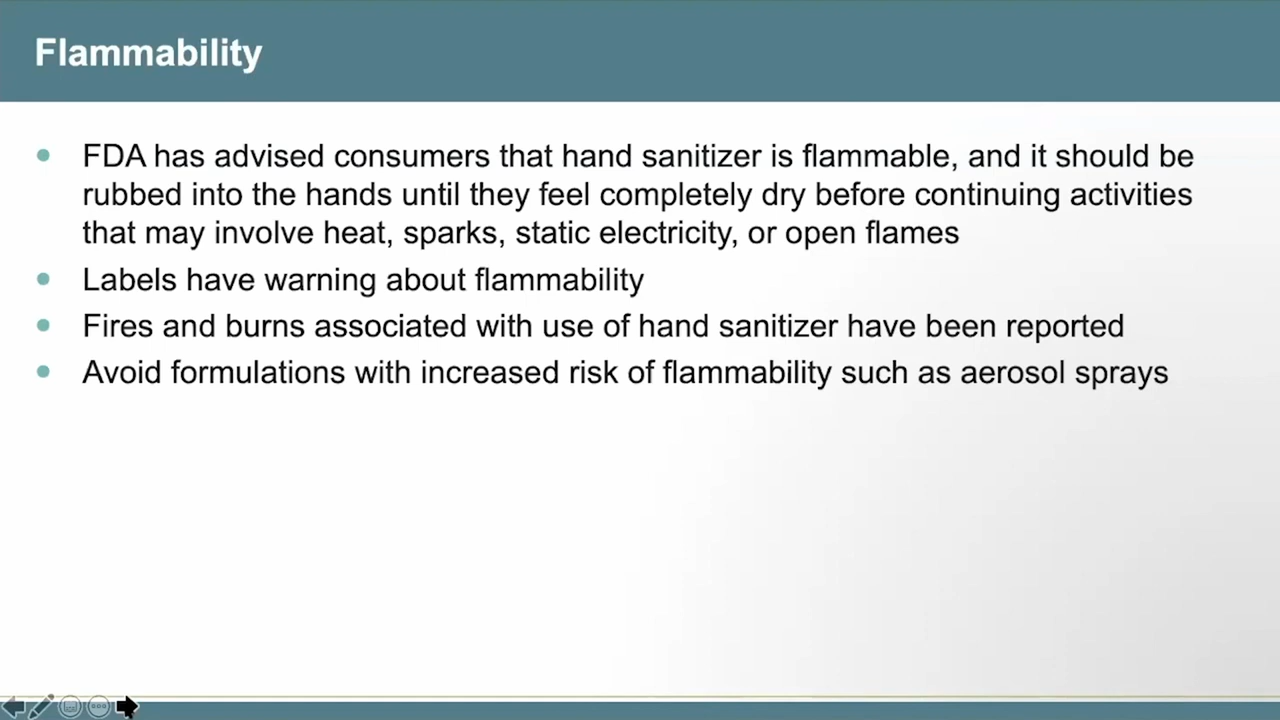 Flammability
FDA has advised consumers that hand sanitizer is flammable, and it should be
rubbed into the hands until they feel completely dry before continuing activities
that may involve heat, sparks, static electricity, or open flames
Labels have warning about flammability
Fires and burns associated with use of hand sanitizer have been reported
Avoid formulations with increased risk of flammability such as aerosol sprays